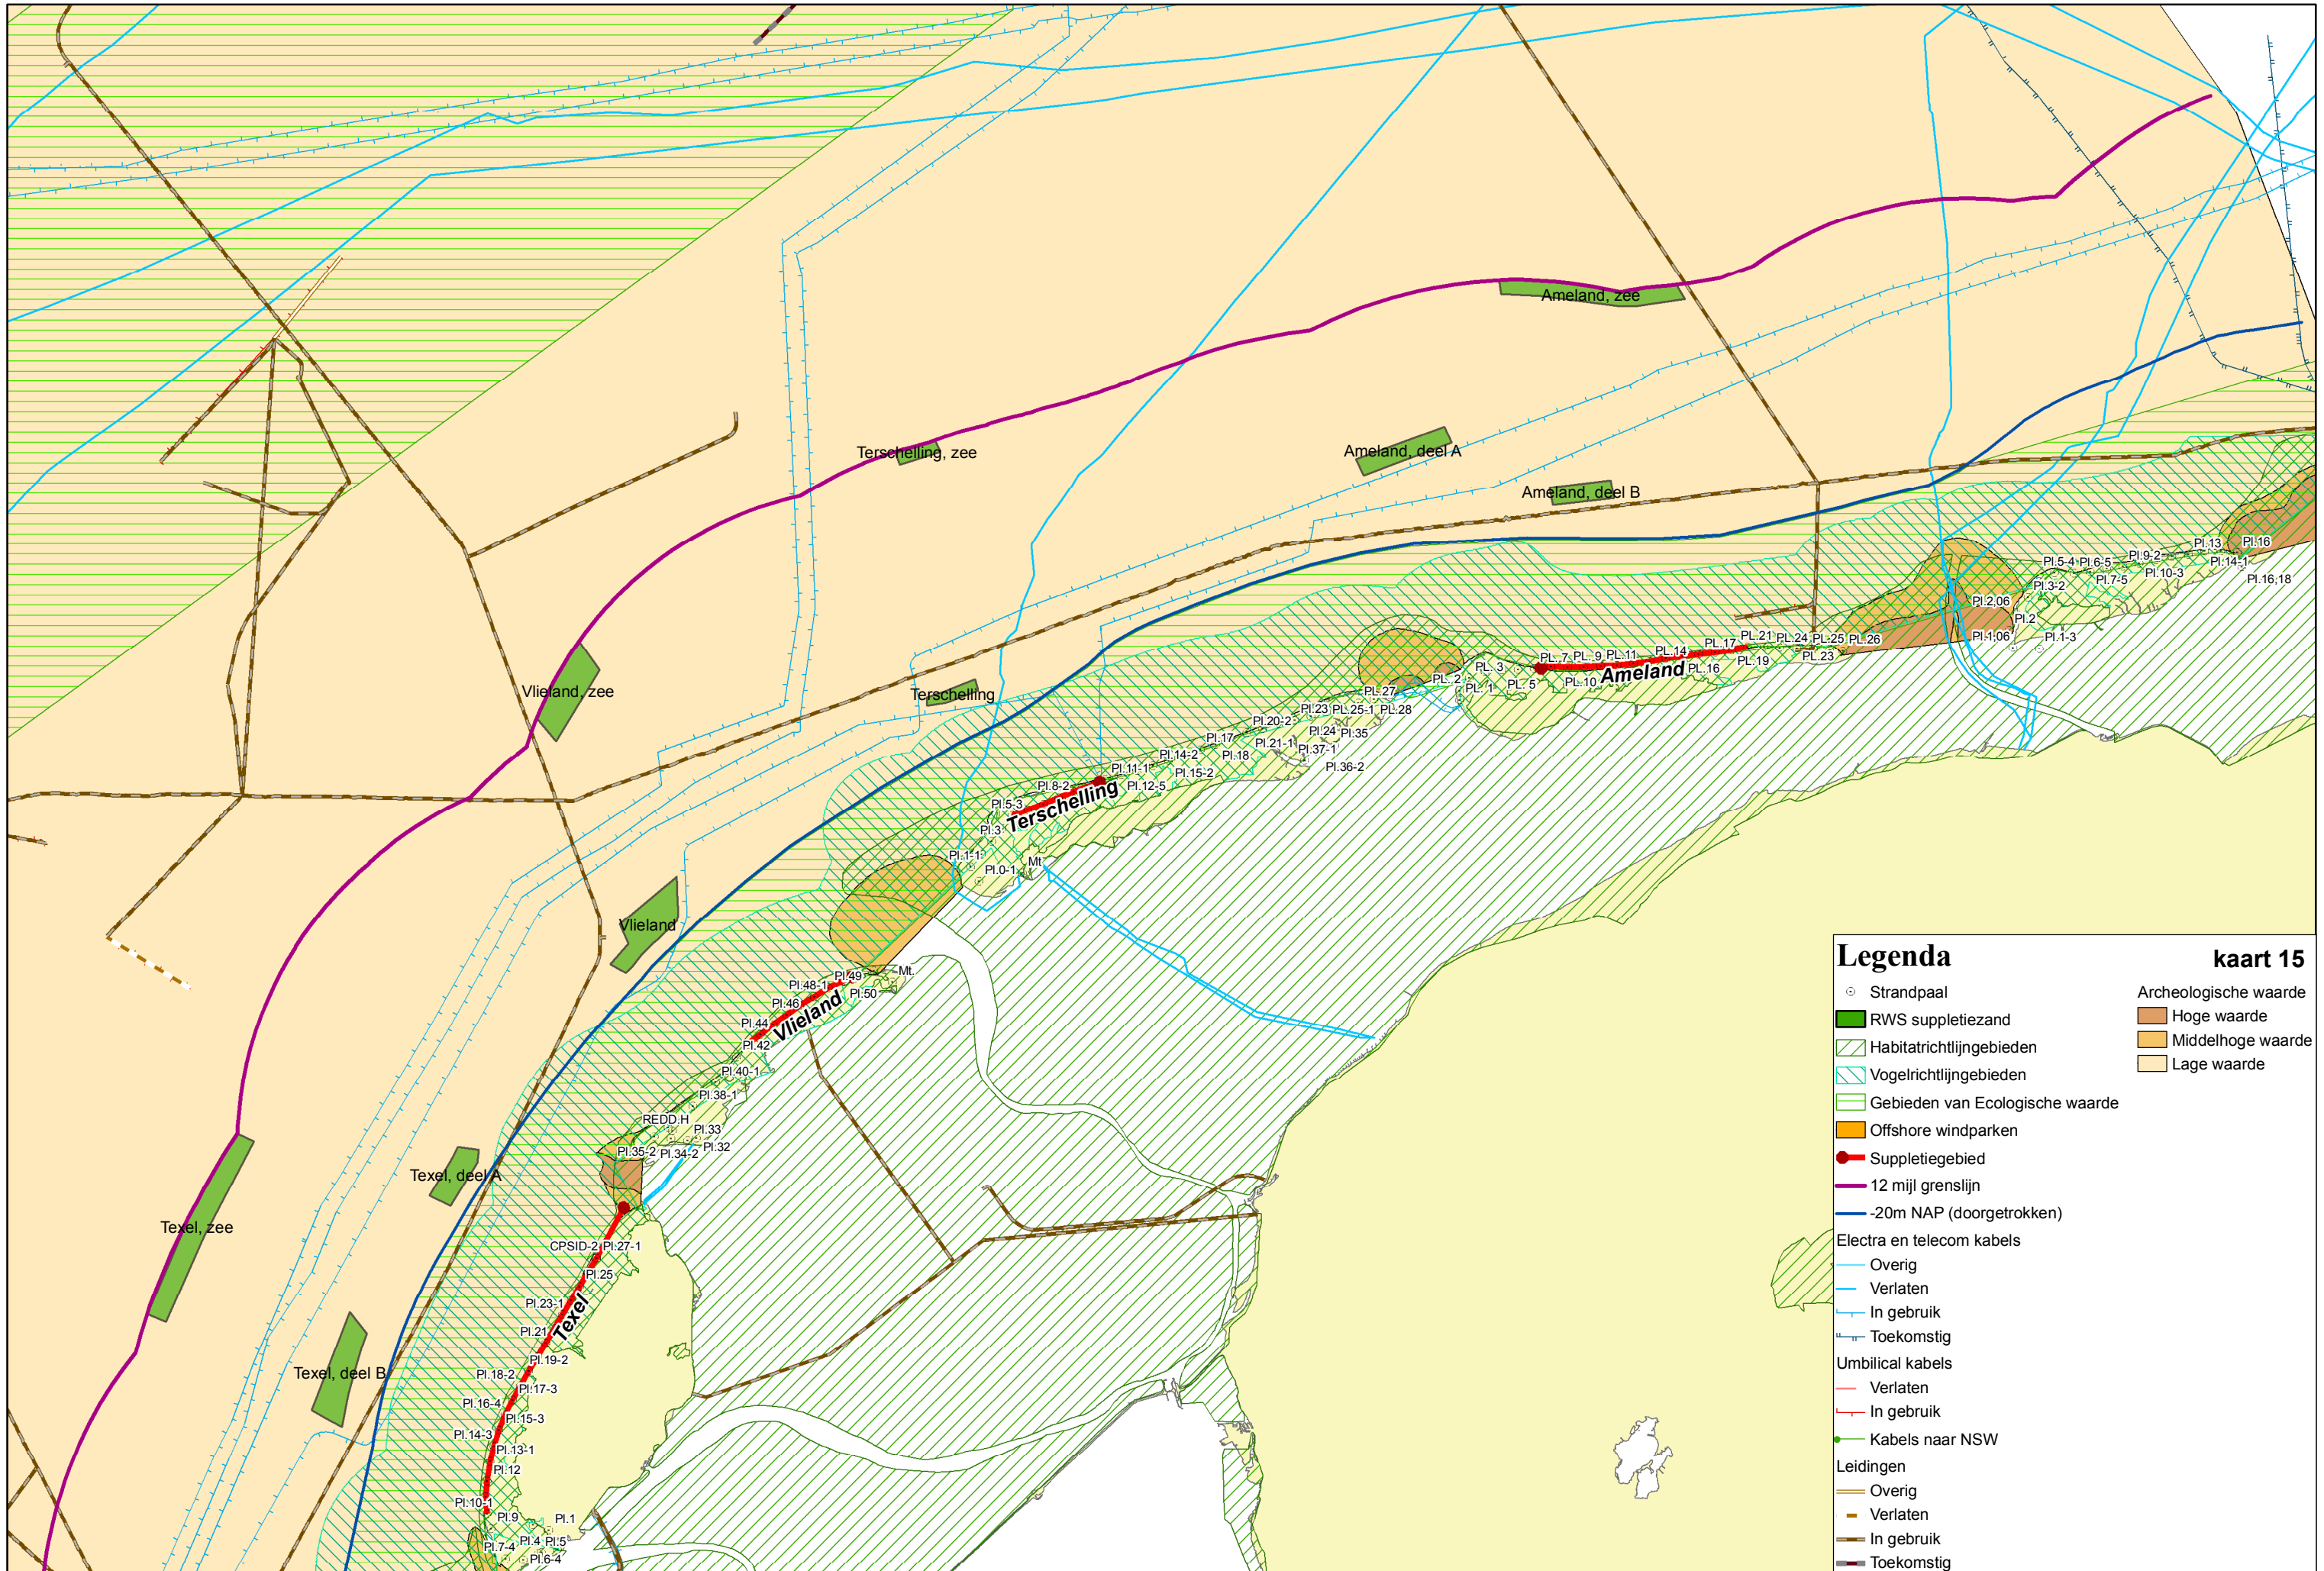 Ameland, zee
Terschelling, zee
Ameland, deel A
Ameland, deel B
Vlieland, zee
Terschelling
Vlieland
Texel, deel A
Texel, zee
Texel, deel B
Pl.13
Pl.16
Pl.5-4
Pl.6-5
Pl.9-2
Pl.14-1
Pl.7-5
Pl.10-3
Pl.16,18
Pl.3-2
Pl.2,06
Pl.2
Pl.1,06
Pl.1-3
PL.21
PL.24
PL.25
PL.26
PL.17
PL.14
PL.19
PL.23
PL.16
PL. 7
PL. 9
PL. 11
PL. 3
PL. 5
PL.10
Ameland
PL. 2
PL. 1
PL.27
PL.28
PL.25-1
Pl.23
Pl.20-2
Pl.24
Pl.35
Pl.17
Pl.21-1
Pl.37-1
Pl.36-2
Pl.14-2
Pl.18
Pl.11-1
Pl.15-2
Pl.8-2
Pl.12-5
Pl.5-3
Terschelling
Pl.3
Pl.1-1
Mt
Pl.0-1
Mt.
Pl.49
Pl.48-1
Pl.50
Pl.46
Vlieland
Pl.44
Pl.42
Pl.40-1
Pl.38-1
REDD.H
Pl.33
Pl.35-2
Pl.34-2
Pl.32
CPSID-2
Pl.27-1
Pl.25
Pl.23-1
Texel
Pl.21
Pl.19-2
Pl.18-2
Pl.17-3
Pl.16-4
Pl.15-3
Pl.14-3
Pl.13-1
Pl.12
Pl.10-1
Pl.9
Pl.1
Pl.4
Pl.5
Pl.7-4
Pl.6-4
Legenda
kaart 15
Strandpaal
RWS suppletiezand
Habitatrichtlijngebieden
Vogelrichtlijngebieden
Gebieden van Ecologische waarde
Offshore windparken
Suppletiegebied
12 mijl grenslijn
-20m NAP (doorgetrokken)
Electra en telecom kabels
Overig
Verlaten
In gebruik
Toekomstig
Umbilical kabels
Verlaten
In gebruik
Kabels naar NSW
Leidingen
Overig
Verlaten
In gebruik
Toekomstig
Archeologische waarde
Hoge waarde
Middelhoge waarde
Lage waarde